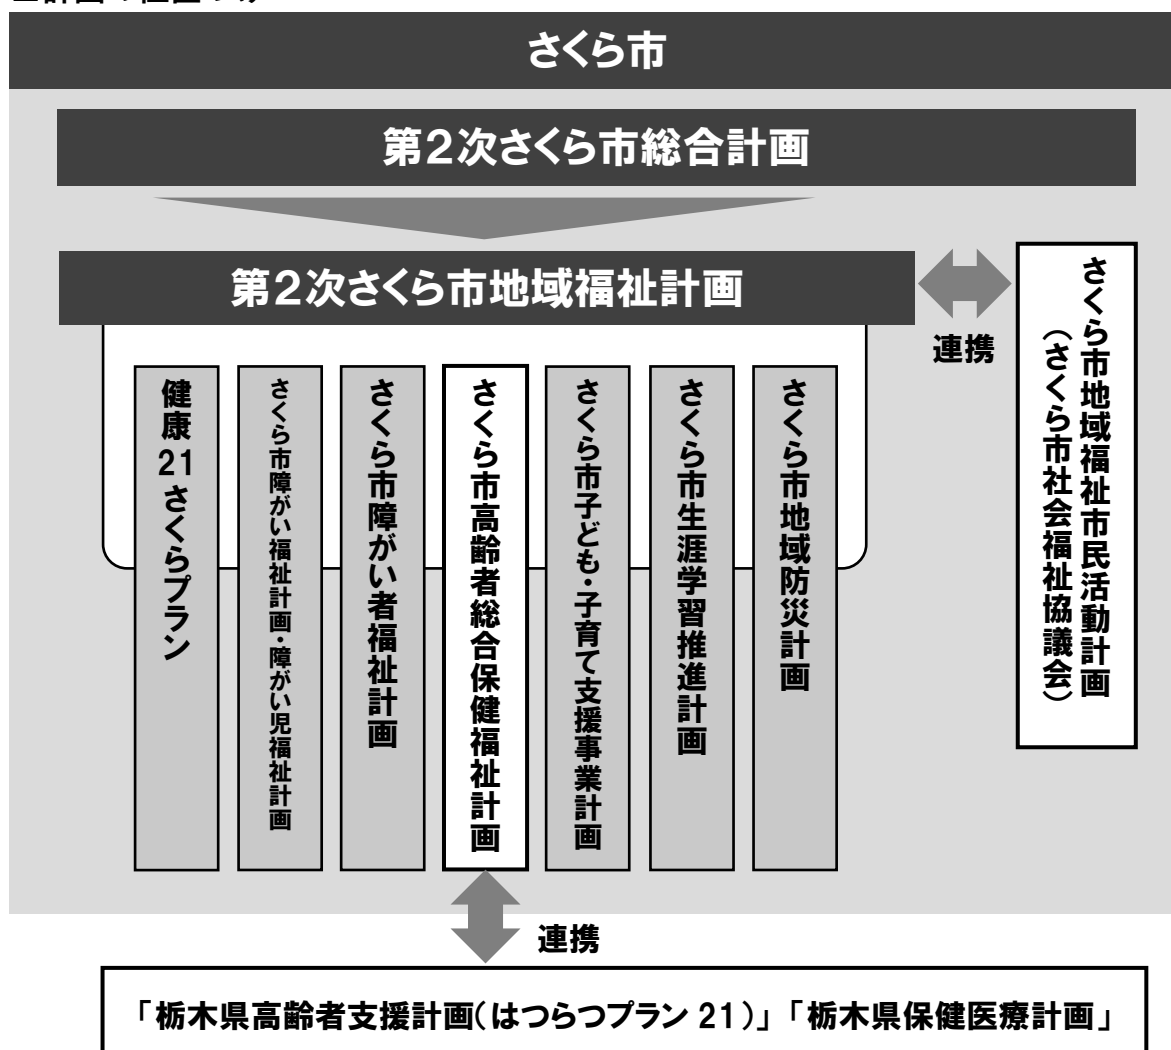 さくら市
第2次さくら市総合計画
第2次さくら市地域福祉計画
連携
さくら市地域福祉市民活動計画
（さくら市社会福祉協議会）
健康21さくらプラン
さくら市障がい福祉計画・障がい児福祉計画
さくら市障がい者福祉計画
さくら市高齢者総合保健福祉計画
さくら市子ども・子育て支援事業計画
さくら市生涯学習推進計画
さくら市地域防災計画
連携
「栃木県高齢者支援計画（はつらつプラン 21）」「栃木県保健医療計画」